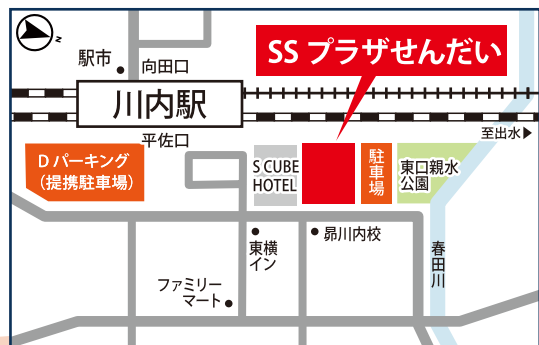 N
SS プラザせんだい
駅市
向田口
川内駅
平佐口
至出水▶
D パーキング
(提携駐車場)
S CUBE
HOTEL
駐車場
東口親水
公園
東横
イン
昴川内校
春田川
ファミリー
マート